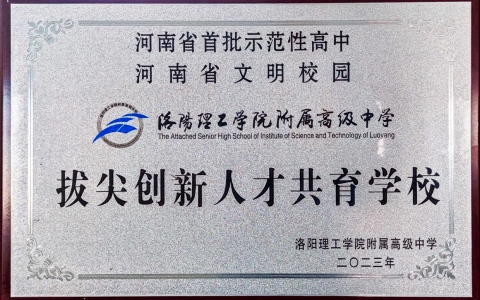 河南省首批示范性高中
河南省文明校园
洛阳理工学院附属高级中学
The Attached Senior High School of Institute of Science and Technology of Luoyang
拔尖创新人才共育学校
洛阳理工学院附属高级中学
二〇二三年